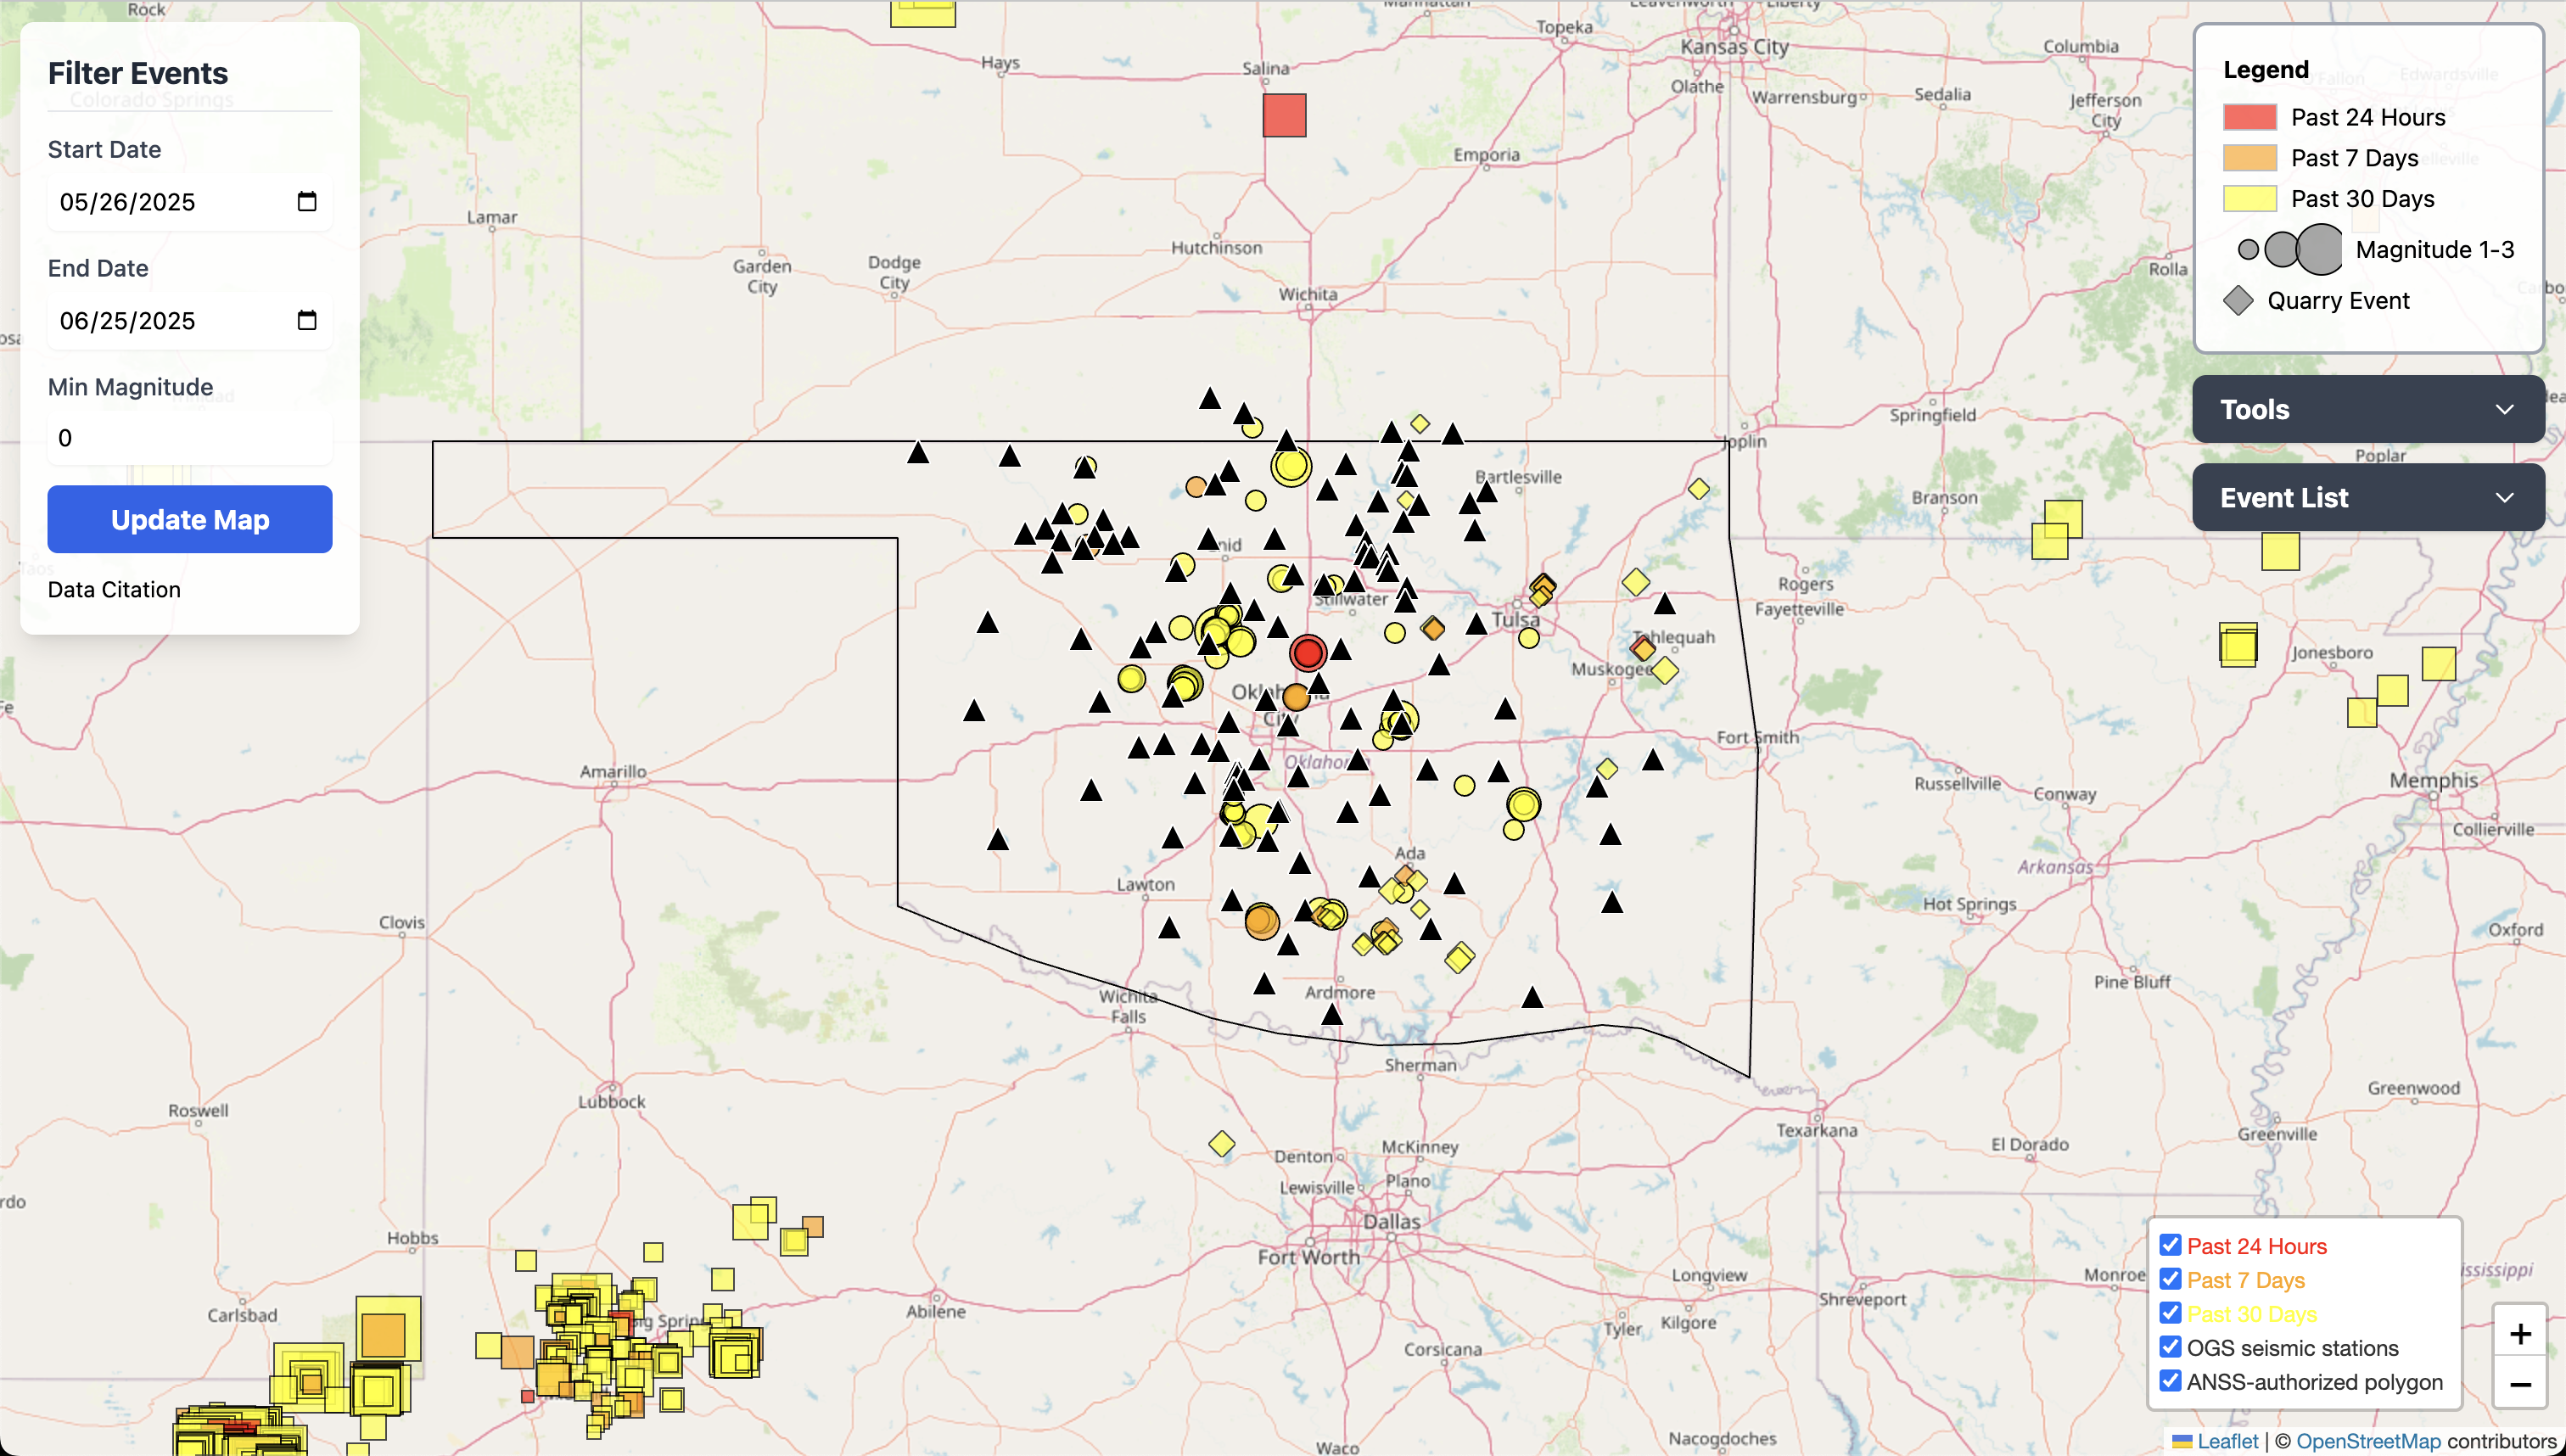 Filter Events
Start Date
05/26/2025
End Date
06/25/2025
Min Magnitude
0
Update Map
Data Citation
Legend
Past 24 Hours
Past 7 Days
Past 30 Days
Magnitude 1-3
Quarry Event
Tools
Event List
Rock
Colorado Springs
Hays
Salina
Manhattan
Topeka
Leavenworth
Liberty
Kansas City
Olathe
Warrensburg
Sedalia
Columbia
Jefferson
City
O'Fallon
Edwardsville
Emporia
Rolla
Lamar
Hutchinson
Garden
City
Dodge
City
Wichita
Springfield
Joplin
Poplar
Bartlesville
Branson
Stillwater
Tulsa
Rogers
Fayetteville
Tahlequah
Muskogee
Jonesboro
Oklahoma
City
Fort Smith
Oklahoma
Amarillo
Russellville
Conway
Memphis
Collierville
Ada
Arkansas
Lawton
Hot Springs
Clovis
Oxford
Pine Bluff
Wichita
Falls
Ardmore
Sherman
Greenwood
Roswell
Lubbock
Texarkana
El Dorado
Greenville
Denton
McKinney
Lewisville
Plano
Dallas
Fort Worth
Hobbs
Longview
Monroe
Carlsbad
Abilene
Big Spring
Shreveport
Tyler
Kilgore
Corsicana
Nacogdoches
Waco
Past 24 Hours
Past 7 Days
Past 30 Days
OGS seismic stations
ANSS-authorized polygon
+
−
Leaflet | © OpenStreetMap contributors